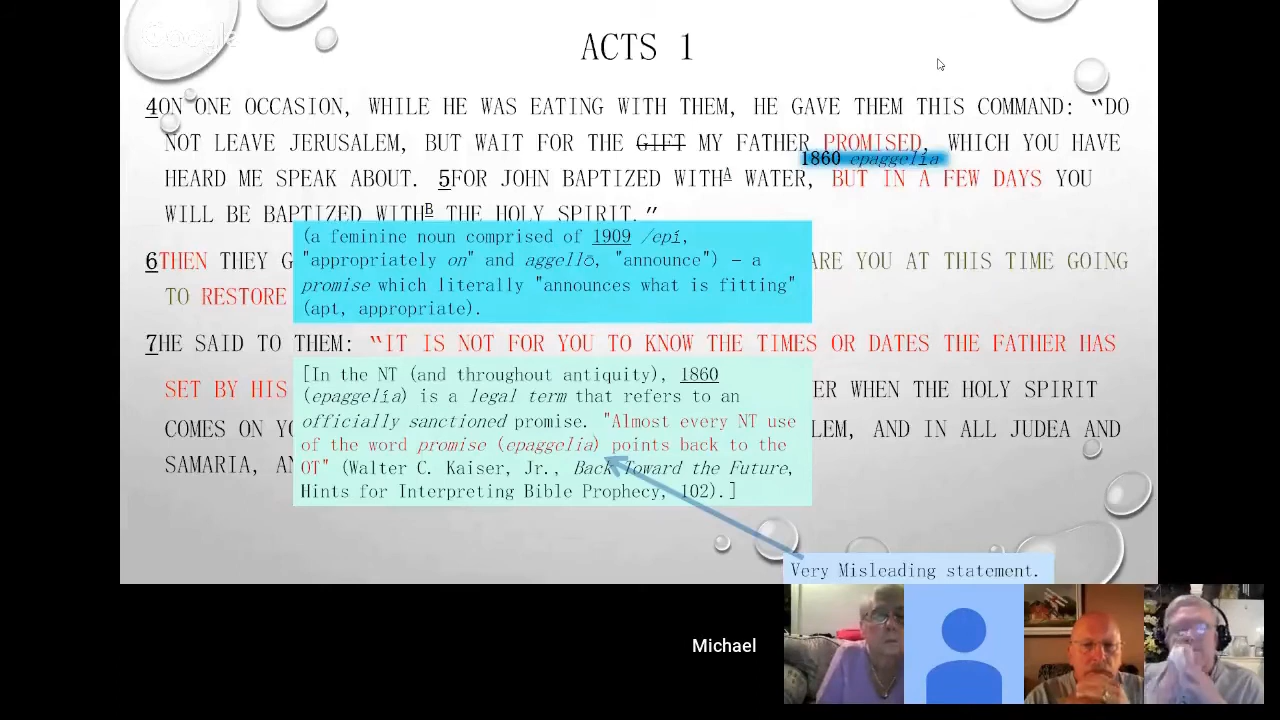 Google
ACTS 1
4ON ONE OCCASION, WHILE HE WAS EATING WITH THEM, HE GAVE THEM THIS COMMAND: “DO
NOT LEAVE JERUSALEM, BUT WAIT FOR THE GIFT MY FATHER PROMISED, WHICH YOU HAVE
1860 epaggelía
HEARD ME SPEAK ABOUT. 5FOR JOHN BAPTIZED WITHA WATER, BUT IN A FEW DAYS YOU
WILL BE BAPTIZED WITHB THE HOLY SPIRIT.”
(a feminine noun comprised of 1909 /epí,
"appropriately on" and aggellō, "announce") – a
promise which literally "announces what is fitting"
(apt, appropriate).
6THEN THEY G ARE YOU AT THIS TIME GOING
TO RESTORE
7HE SAID TO THEM: “IT IS NOT FOR YOU TO KNOW THE TIMES OR DATES THE FATHER HAS
[In the NT (and throughout antiquity), 1860
(epaggelía) is a legal term that refers to an
officially sanctioned promise. "Almost every NT use
of the word promise (epaggelia) points back to the
OT" (Walter C. Kaiser, Jr., Back Toward the Future,
Hints for Interpreting Bible Prophecy, 102).]
SET BY HIS ER WHEN THE HOLY SPIRIT
COMES ON YO LEM, AND IN ALL JUDEA AND
SAMARIA, AN
Very Misleading statement.
Michael